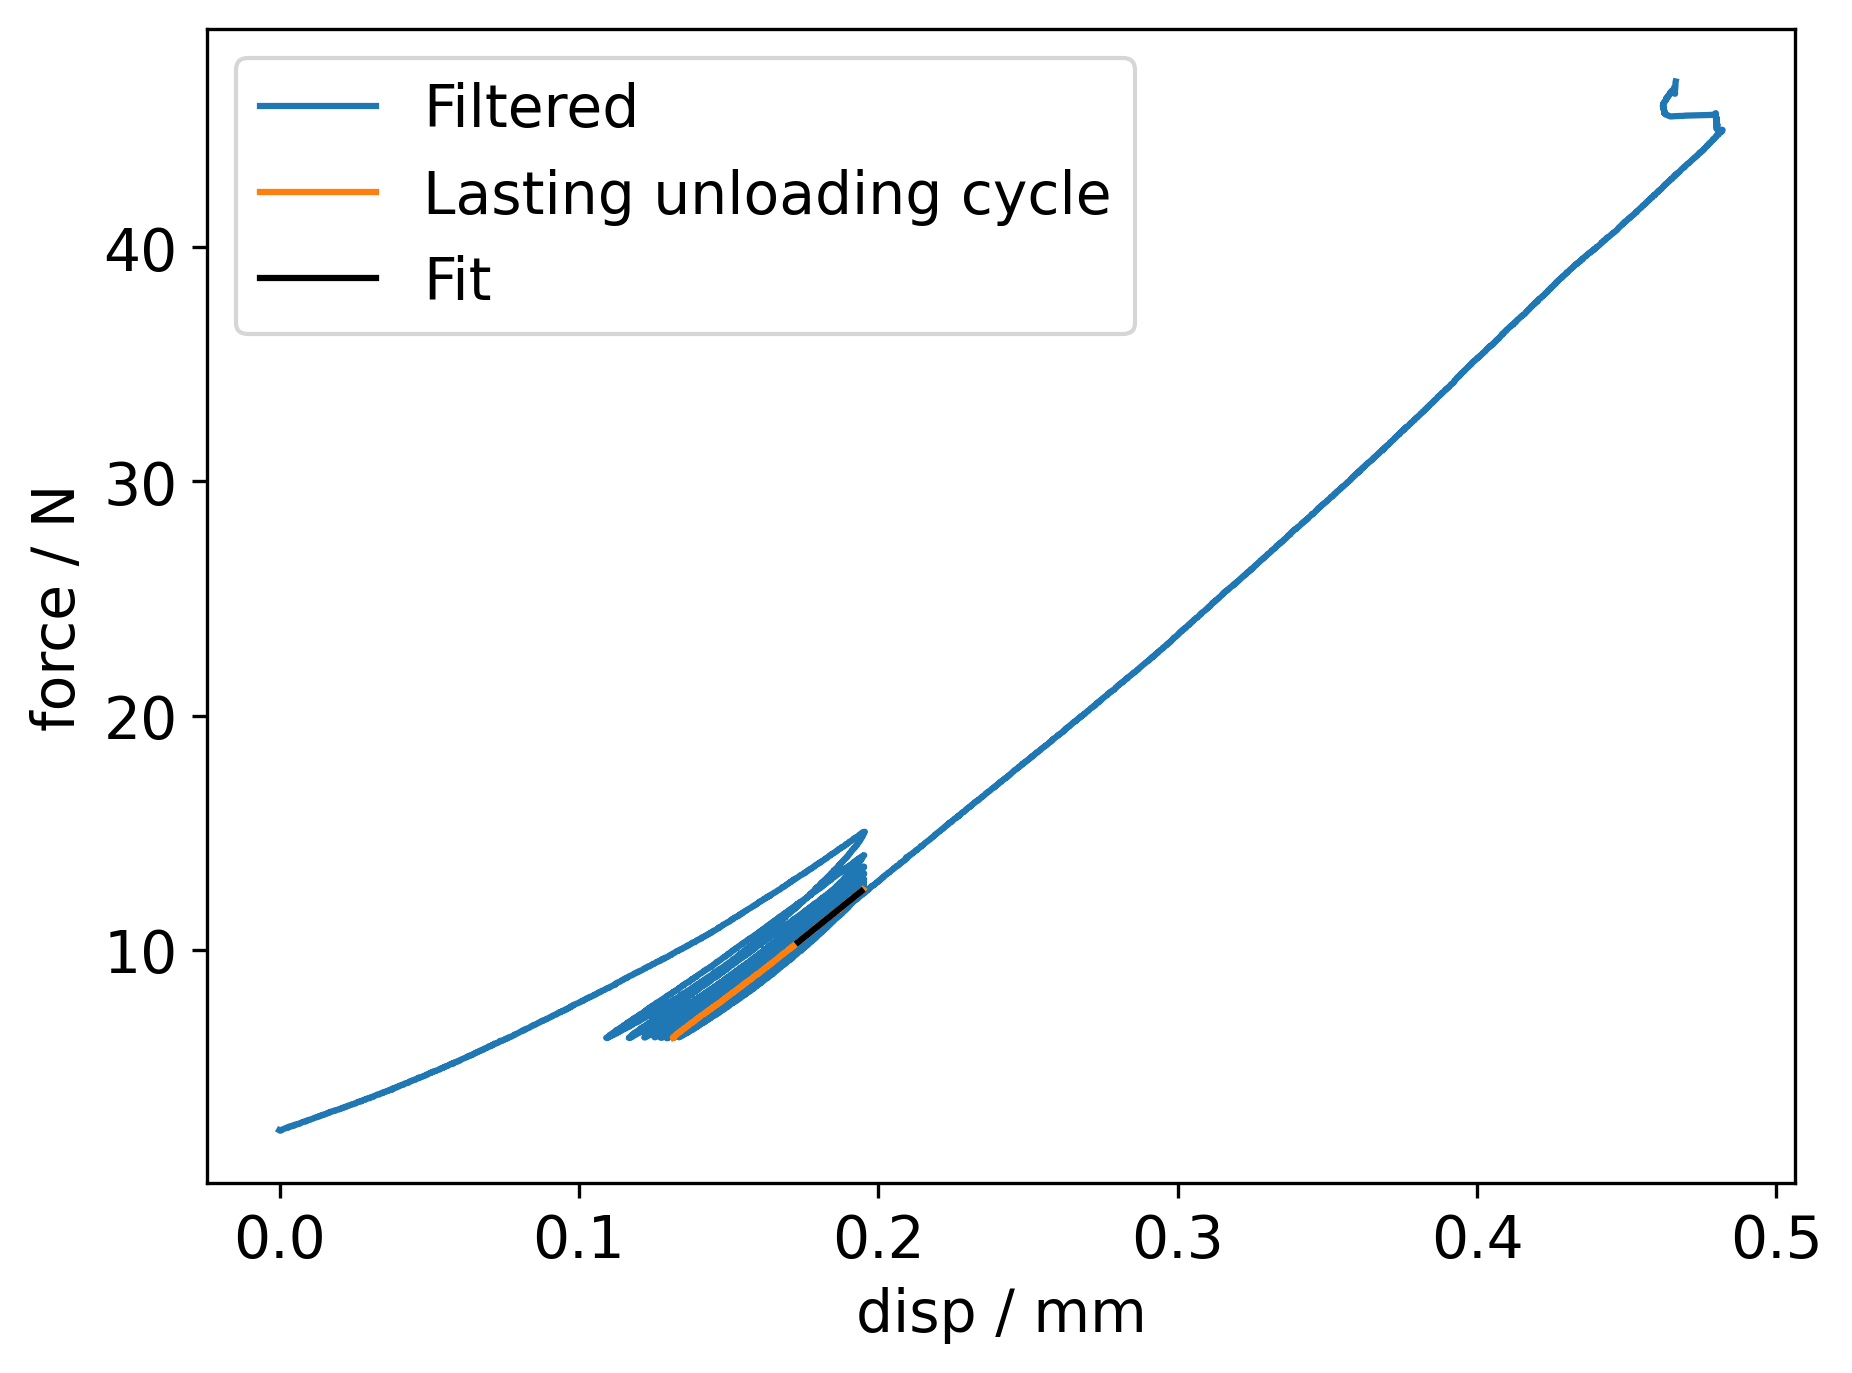 Filtered
Lasting unloading cycle
Fit
force / N
40
30
20
10
0.0 0.1 0.2 0.3 0.4 0.5
disp / mm